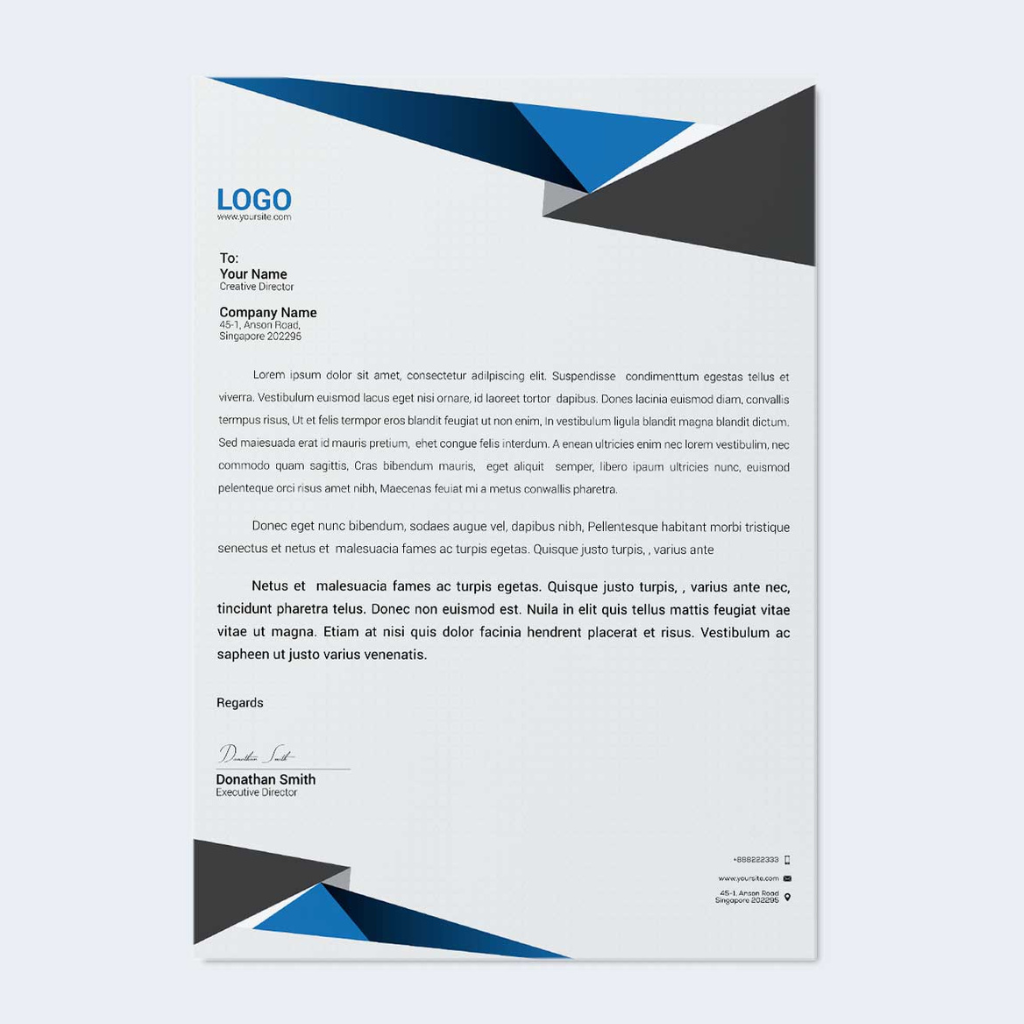 LOGO
www.yoursite.com
To:
Your Name
Creative Director
Company Name
45-1, Anson Road,
Singapore 202295
Lorem ipsum dolor sit amet, consectetur adilpiscing elit. Suspendisse condimenttum egestas tellus et
viverra. Vestibulum euismod lacus eget nisi ornare, id laoreet tortor dapibus. Dones lacinia euismod diam, convallis
termpus risus, Ut et felis termpor eros blandit feugiat ut non enim, In vestibulum ligula blandit magna blandit dictum.
Sed maiesuada erat id mauris pretium, ehet congue felis interdum. A enean ultricies enim nec lorem vestibulim, nec
commodo quam sagittis, Cras bibendum mauris, eget aliquit semper, libero ipaum ultricies nunc, euismod
pelenteque orci risus amet nibh, Maecenas feuiat mi a metus conwallis pharetra.
Donec eget nunc bibendum, sodaes augue vel, dapibus nibh, Pellentesque habitant morbi tristique
senectus et netus et malesuacia fames ac turpis egetas. Quisque justo turpis, , varius ante
Netus et malesuacia fames ac turpis egetas. Quisque justo turpis, , varius ante nec,
tincidunt pharetra telus. Donec non euismod est. Nuila in elit quis tellus mattis feugiat vitae
vitae ut magna. Etiam at nisi quis dolor facinia hendrent placerat et risus. Vestibulum ac
sapheen ut justo varius venenatis.
Regards
Donathan Smith
Donathan Smith
Executive Director
+888222333
www.yoursite.com
45-1, Anson Road
Singapore 202295